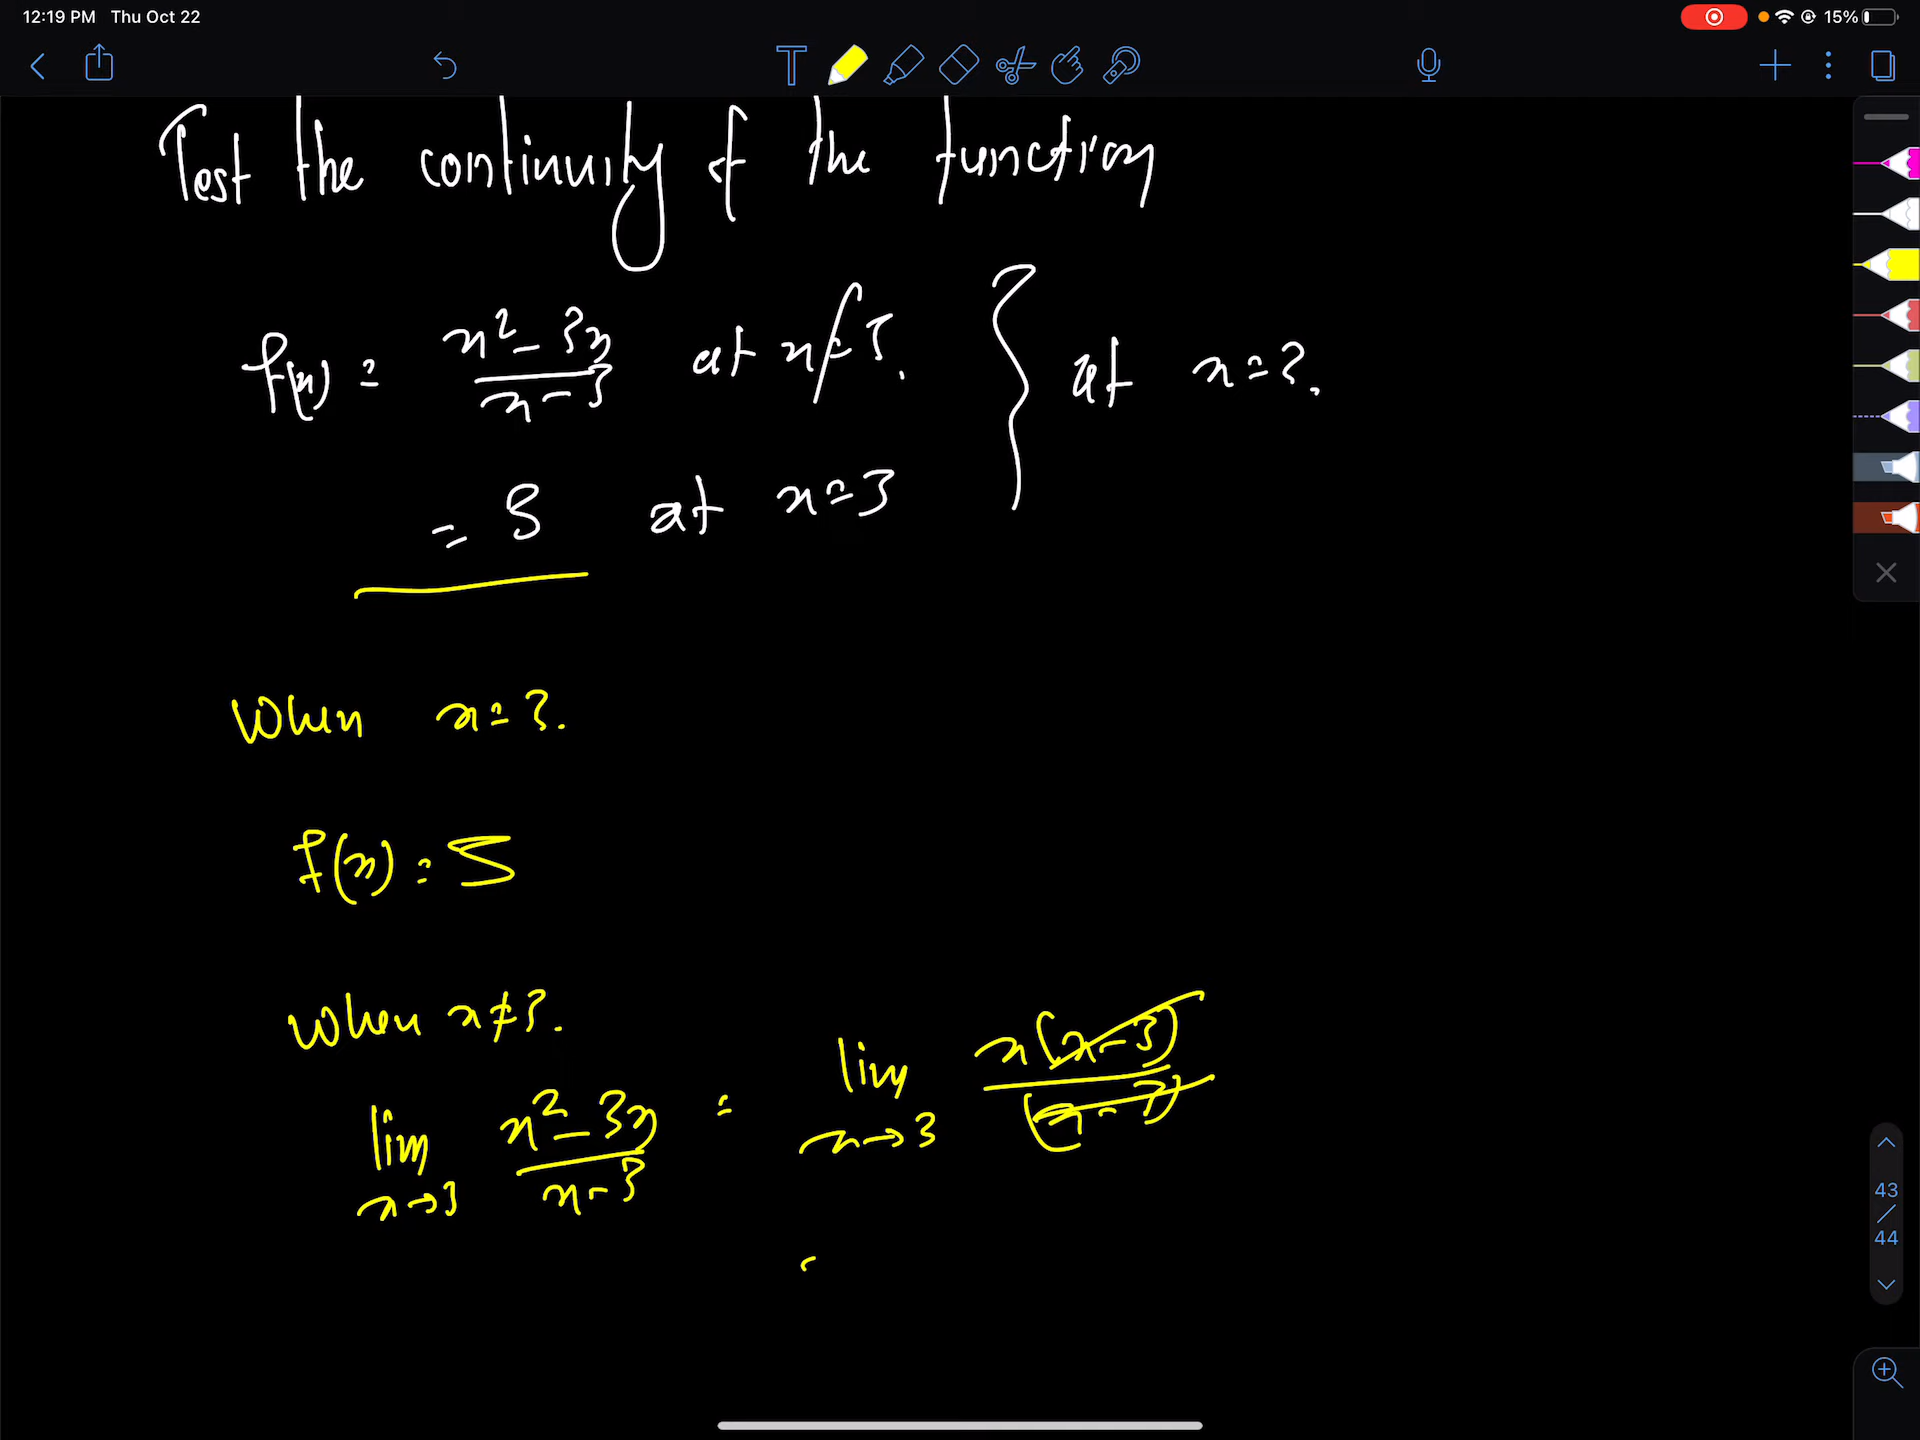 12:19 PM Thu Oct 22
15%
Test the continuity of the function
f(x) = x² - 3x / x - 3 at x ≠ 3. } at x = 3.
= 5 at x = 3
When x = 3.
f(x) = 5
When x ≠ 3.
lim x→3 x² - 3x / x - 3 = lim x→3 x(x - 3) / (x - 3)
43
/
44